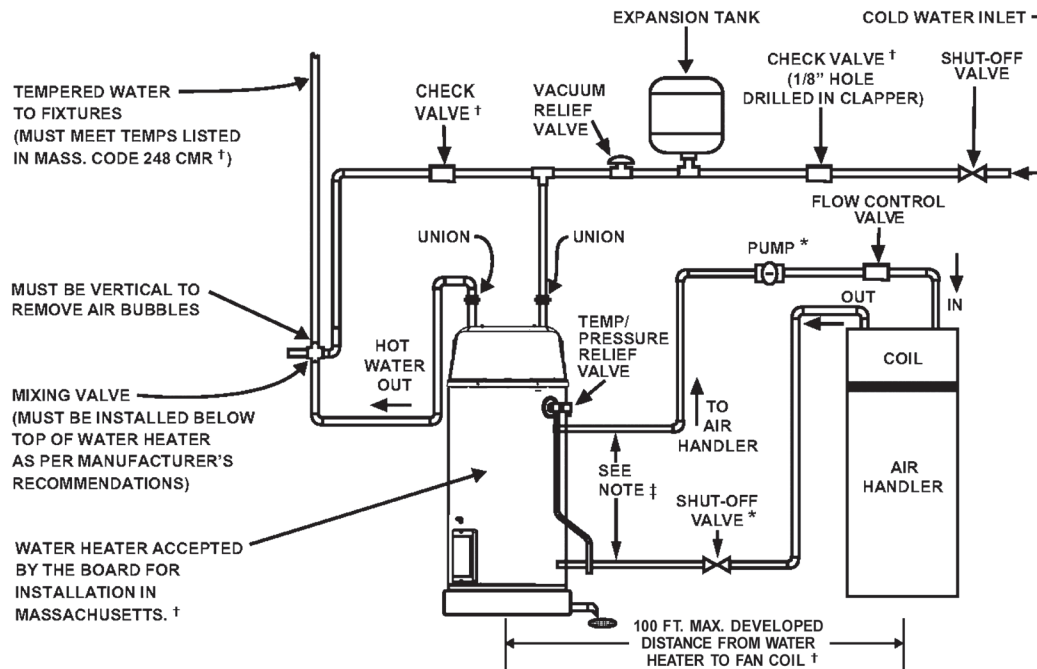 EXPANSION TANK
COLD WATER INLET
TEMPERED WATER
TO FIXTURES
(MUST MEET TEMPS LISTED
IN MASS. CODE 248 CMR †)
CHECK
VALVE †
VACUUM
RELIEF
VALVE
CHECK VALVE †
(1/8” HOLE
DRILLED IN CLAPPER)
SHUT-OFF
VALVE
FLOW CONTROL
VALVE
UNION
UNION
PUMP *
MUST BE VERTICAL TO
REMOVE AIR BUBBLES
OUT
IN
HOT
WATER
OUT
TEMP/
PRESSURE
RELIEF
VALVE
COIL
MIXING VALVE
(MUST BE INSTALLED BELOW
TOP OF WATER HEATER
AS PER MANUFACTURER’S
RECOMMENDATIONS)
TO
AIR
HANDLER
SEE
NOTE ‡
AIR
HANDLER
SHUT-OFF
VALVE *
WATER HEATER ACCEPTED
BY THE BOARD FOR
INSTALLATION IN
MASSACHUSETTS. †
100 FT. MAX. DEVELOPED
DISTANCE FROM WATER
HEATER TO FAN COIL †